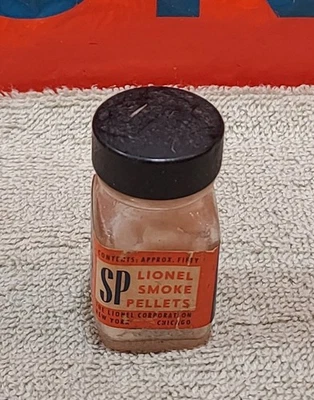 CONTENTS: APPROX. FIFTY
SP LIONEL
SMOKE
PELLETS
THE LIONEL CORPORATION
NEW YORK CHICAGO